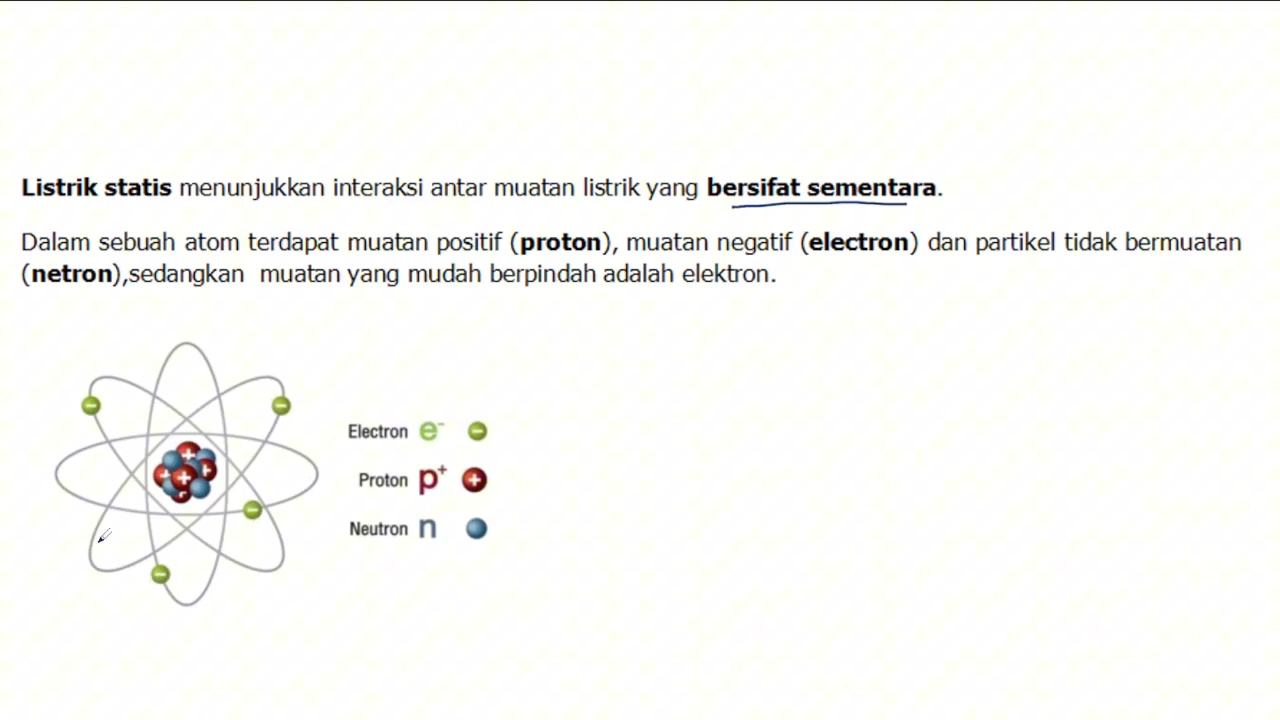 Listrik statis menunjukkan interaksi antar muatan listrik yang bersifat sementara.
Dalam sebuah atom terdapat muatan positif (proton), muatan negatif (electron) dan partikel tidak bermuatan
(netron),sedangkan  muatan yang mudah berpindah adalah elektron.
Electron e⁻ −
Proton p⁺ +
Neutron n